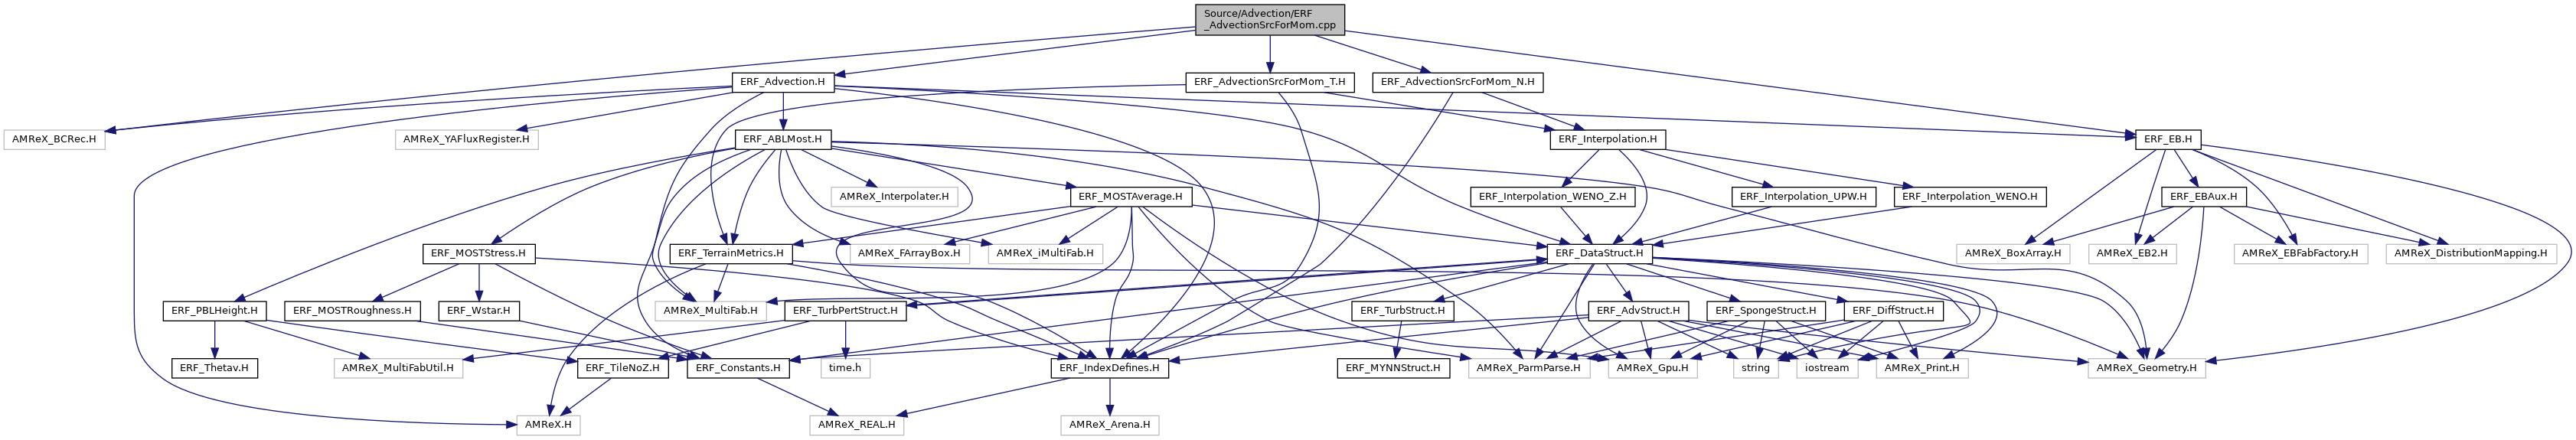 Source/Advection/ERF
_AdvectionSrcForMom.cpp
ERF_Advection.H
ERF_AdvectionSrcForMom_T.H
ERF_AdvectionSrcForMom_N.H
AMReX_BCRec.H
AMReX_YAFluxRegister.H
ERF_ABLMost.H
ERF_Interpolation.H
ERF_EB.H
AMReX_Interpolater.H
ERF_MOSTAverage.H
ERF_Interpolation_WENO_Z.H
ERF_Interpolation_UPW.H
ERF_Interpolation_WENO.H
ERF_EBAux.H
ERF_MOSTStress.H
ERF_TerrainMetrics.H
AMReX_FArrayBox.H
AMReX_iMultiFab.H
ERF_DataStruct.H
AMReX_BoxArray.H
AMReX_EB2.H
AMReX_EBFabFactory.H
AMReX_DistributionMapping.H
ERF_PBLHeight.H
ERF_MOSTRoughness.H
ERF_Wstar.H
AMReX_MultiFab.H
ERF_TurbPertStruct.H
ERF_TurbStruct.H
ERF_AdvStruct.H
ERF_SpongeStruct.H
ERF_DiffStruct.H
ERF_Thetav.H
AMReX_MultiFabUtil.H
ERF_TileNoZ.H
ERF_Constants.H
time.h
ERF_IndexDefines.H
ERF_MYNNStruct.H
AMReX_ParmParse.H
AMReX_Gpu.H
string
iostream
AMReX_Print.H
AMReX_Geometry.H
AMReX.H
AMReX_REAL.H
AMReX_Arena.H